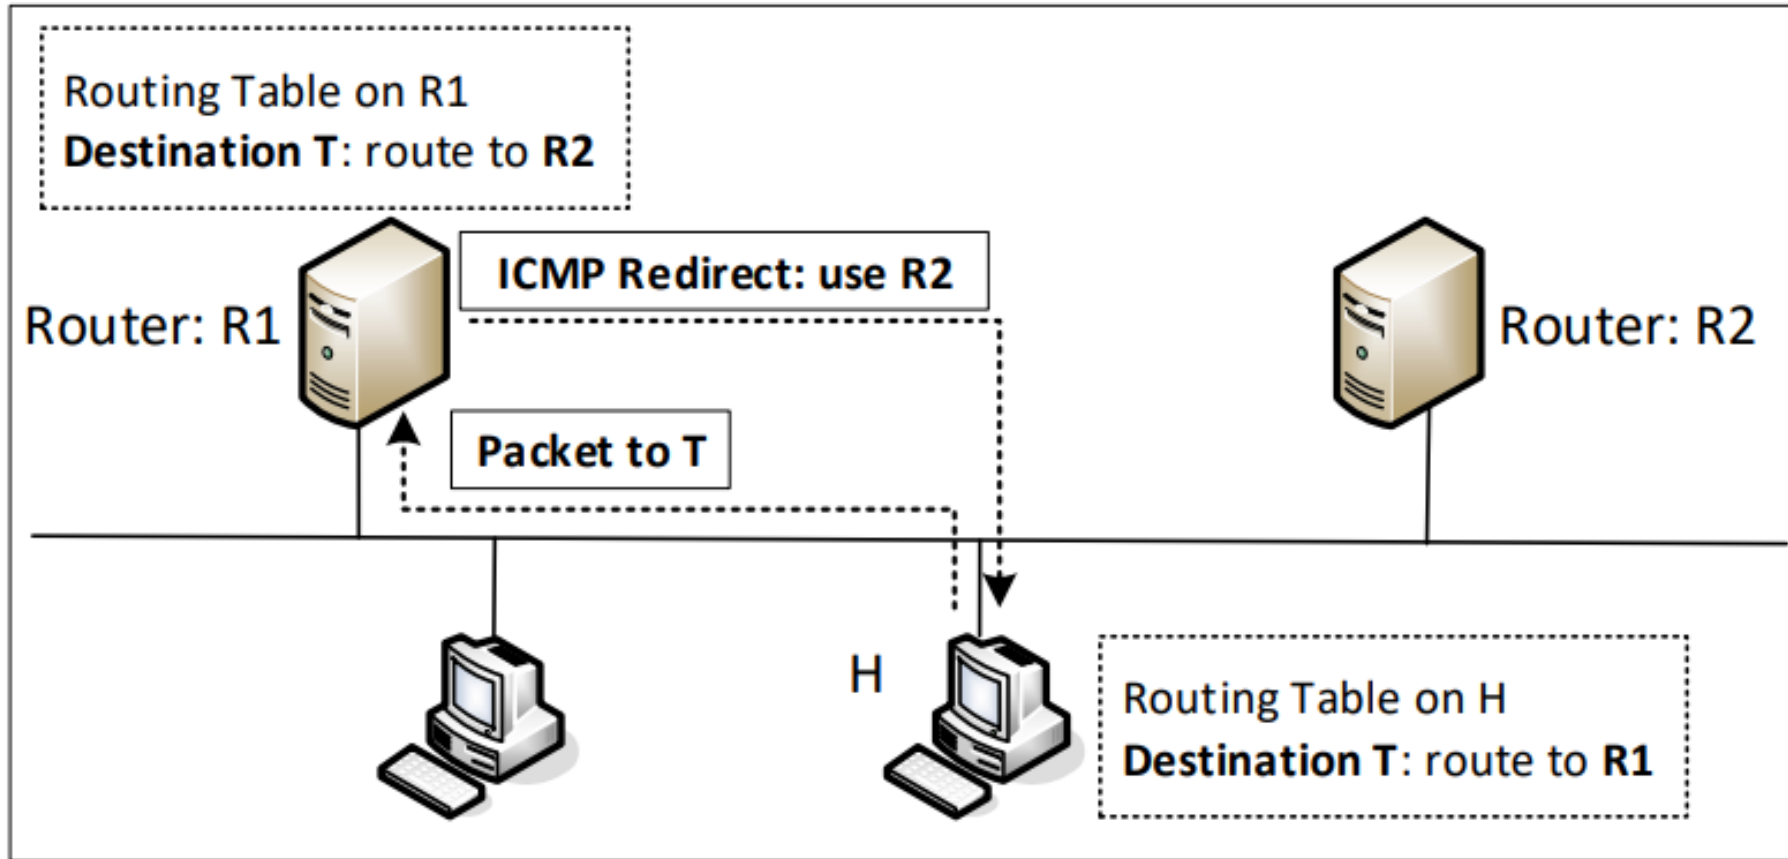 Routing Table on R1
Destination T: route to R2
ICMP Redirect: use R2
Router: R1
Router: R2
Packet to T
H
Routing Table on H
Destination T: route to R1